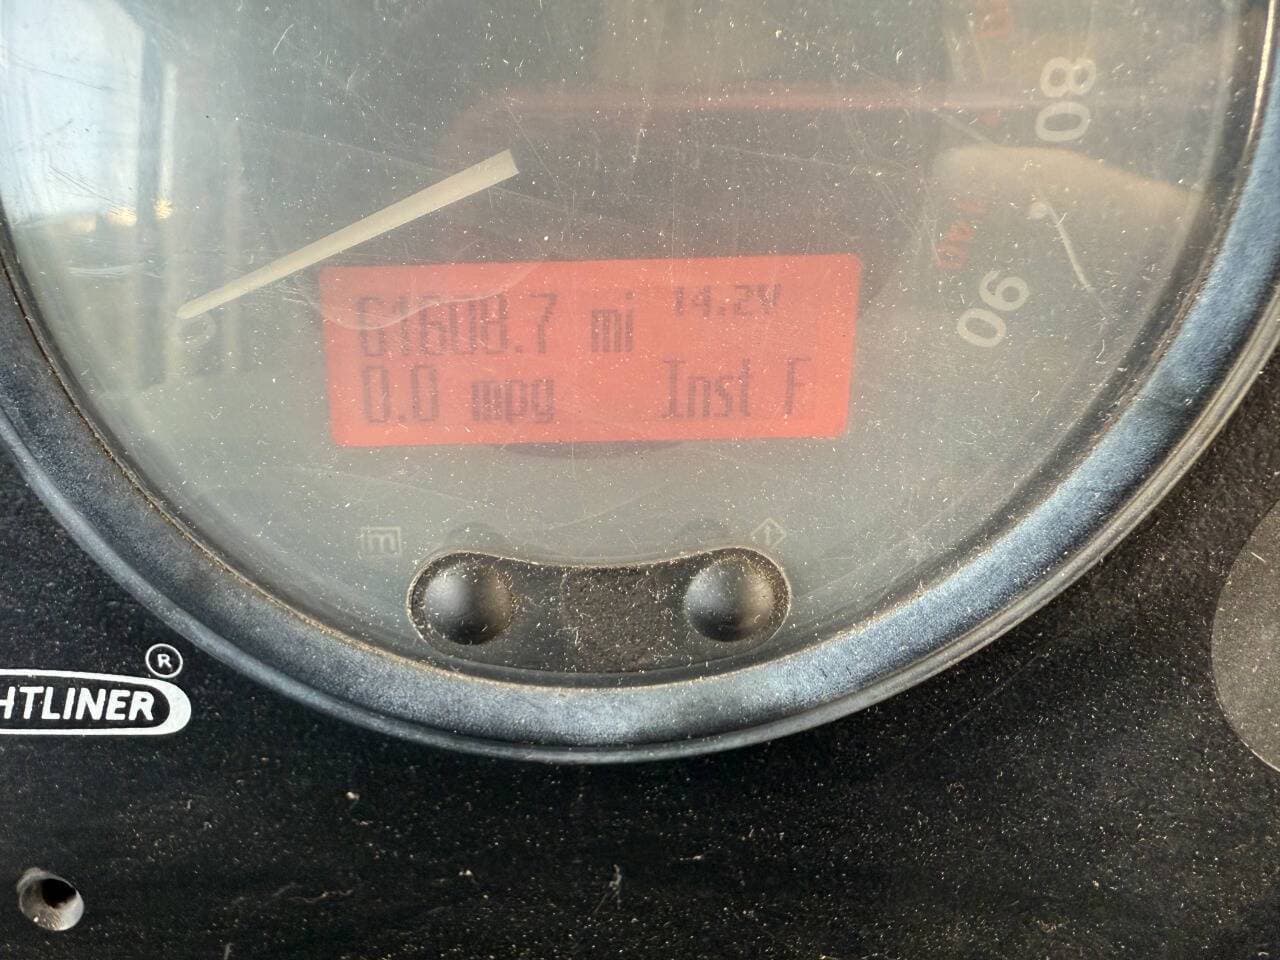 80
90
61608.7 mi 14.2V
0.0 mpg Inst F
m
HTLINER®